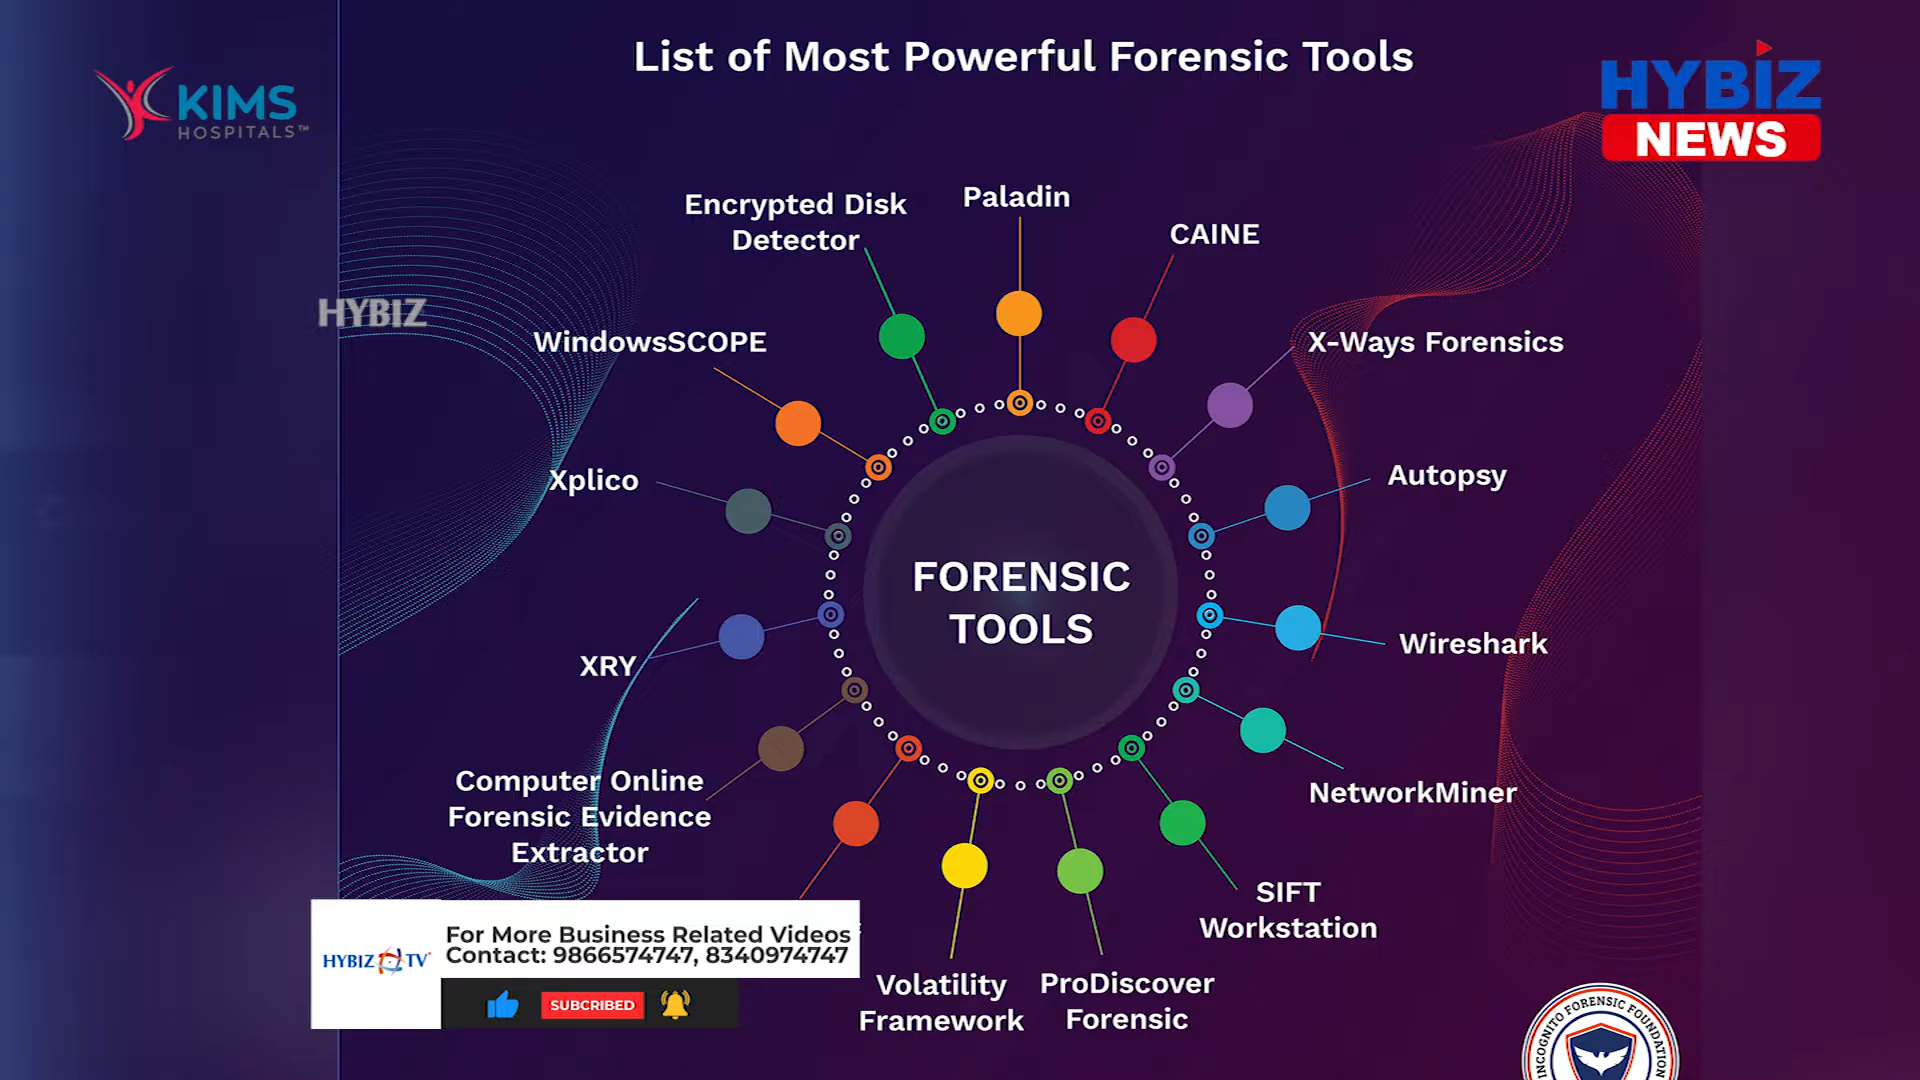 List of Most Powerful Forensic Tools
KIMS
HOSPITALS™
HYBIZ
NEWS
Encrypted Disk
Detector
Paladin
CAINE
HYBIZ
WindowsSCOPE
X-Ways Forensics
Xplico
Autopsy
FORENSIC
TOOLS
XRY
Wireshark
Computer Online
Forensic Evidence
Extractor
NetworkMiner
SIFT
Workstation
For More Business Related Videos
Contact: 9866574747, 8340974747
HYBIZ TV
SUBCRIBED
Volatility
Framework
ProDiscover
Forensic
INCOGNITO FORENSIC FOUNDATION